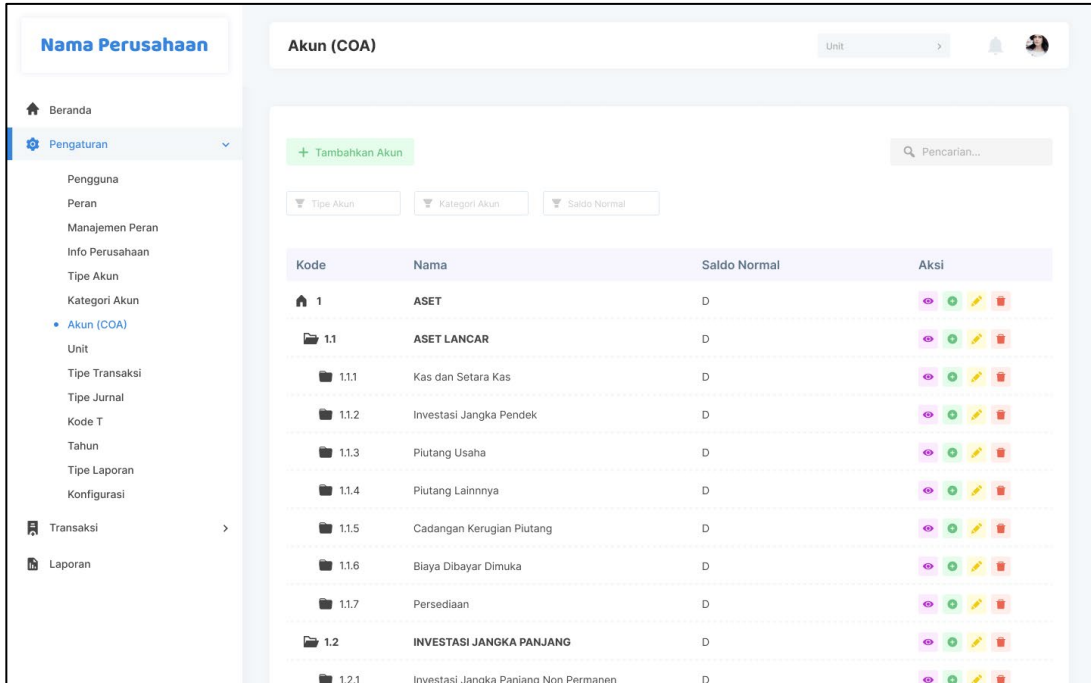 Nama Perusahaan
Akun (COA)
Unit
Beranda
Pengaturan
Pengguna
Peran
Manajemen Peran
Info Perusahaan
Tipe Akun
Kategori Akun
Akun (COA)
Unit
Tipe Transaksi
Tipe Jurnal
Kode T
Tahun
Tipe Laporan
Konfigurasi
Transaksi
Laporan
+ Tambahkan Akun
Pencarian...
Tipe Akun Kategori Akun Saldo Normal
Kode Nama Saldo Normal Aksi
1 ASET D
1.1 ASET LANCAR D
1.1.1 Kas dan Setara Kas D
1.1.2 Investasi Jangka Pendek D
1.1.3 Piutang Usaha D
1.1.4 Piutang Lainnnya D
1.1.5 Cadangan Kerugian Piutang D
1.1.6 Biaya Dibayar Dimuka D
1.1.7 Persediaan D
1.2 INVESTASI JANGKA PANJANG D
1.2.1 Investasi Jangka Panjang Non Permanen D